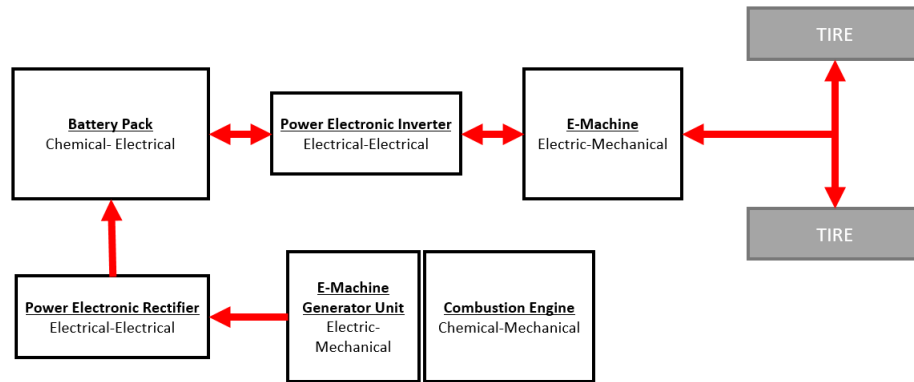 TIRE
Battery Pack
Chemical- Electrical
Power Electronic Inverter
Electrical-Electrical
E-Machine
Electric-Mechanical
TIRE
Power Electronic Rectifier
Electrical-Electrical
E-Machine
Generator Unit
Electric-
Mechanical
Combustion Engine
Chemical-Mechanical